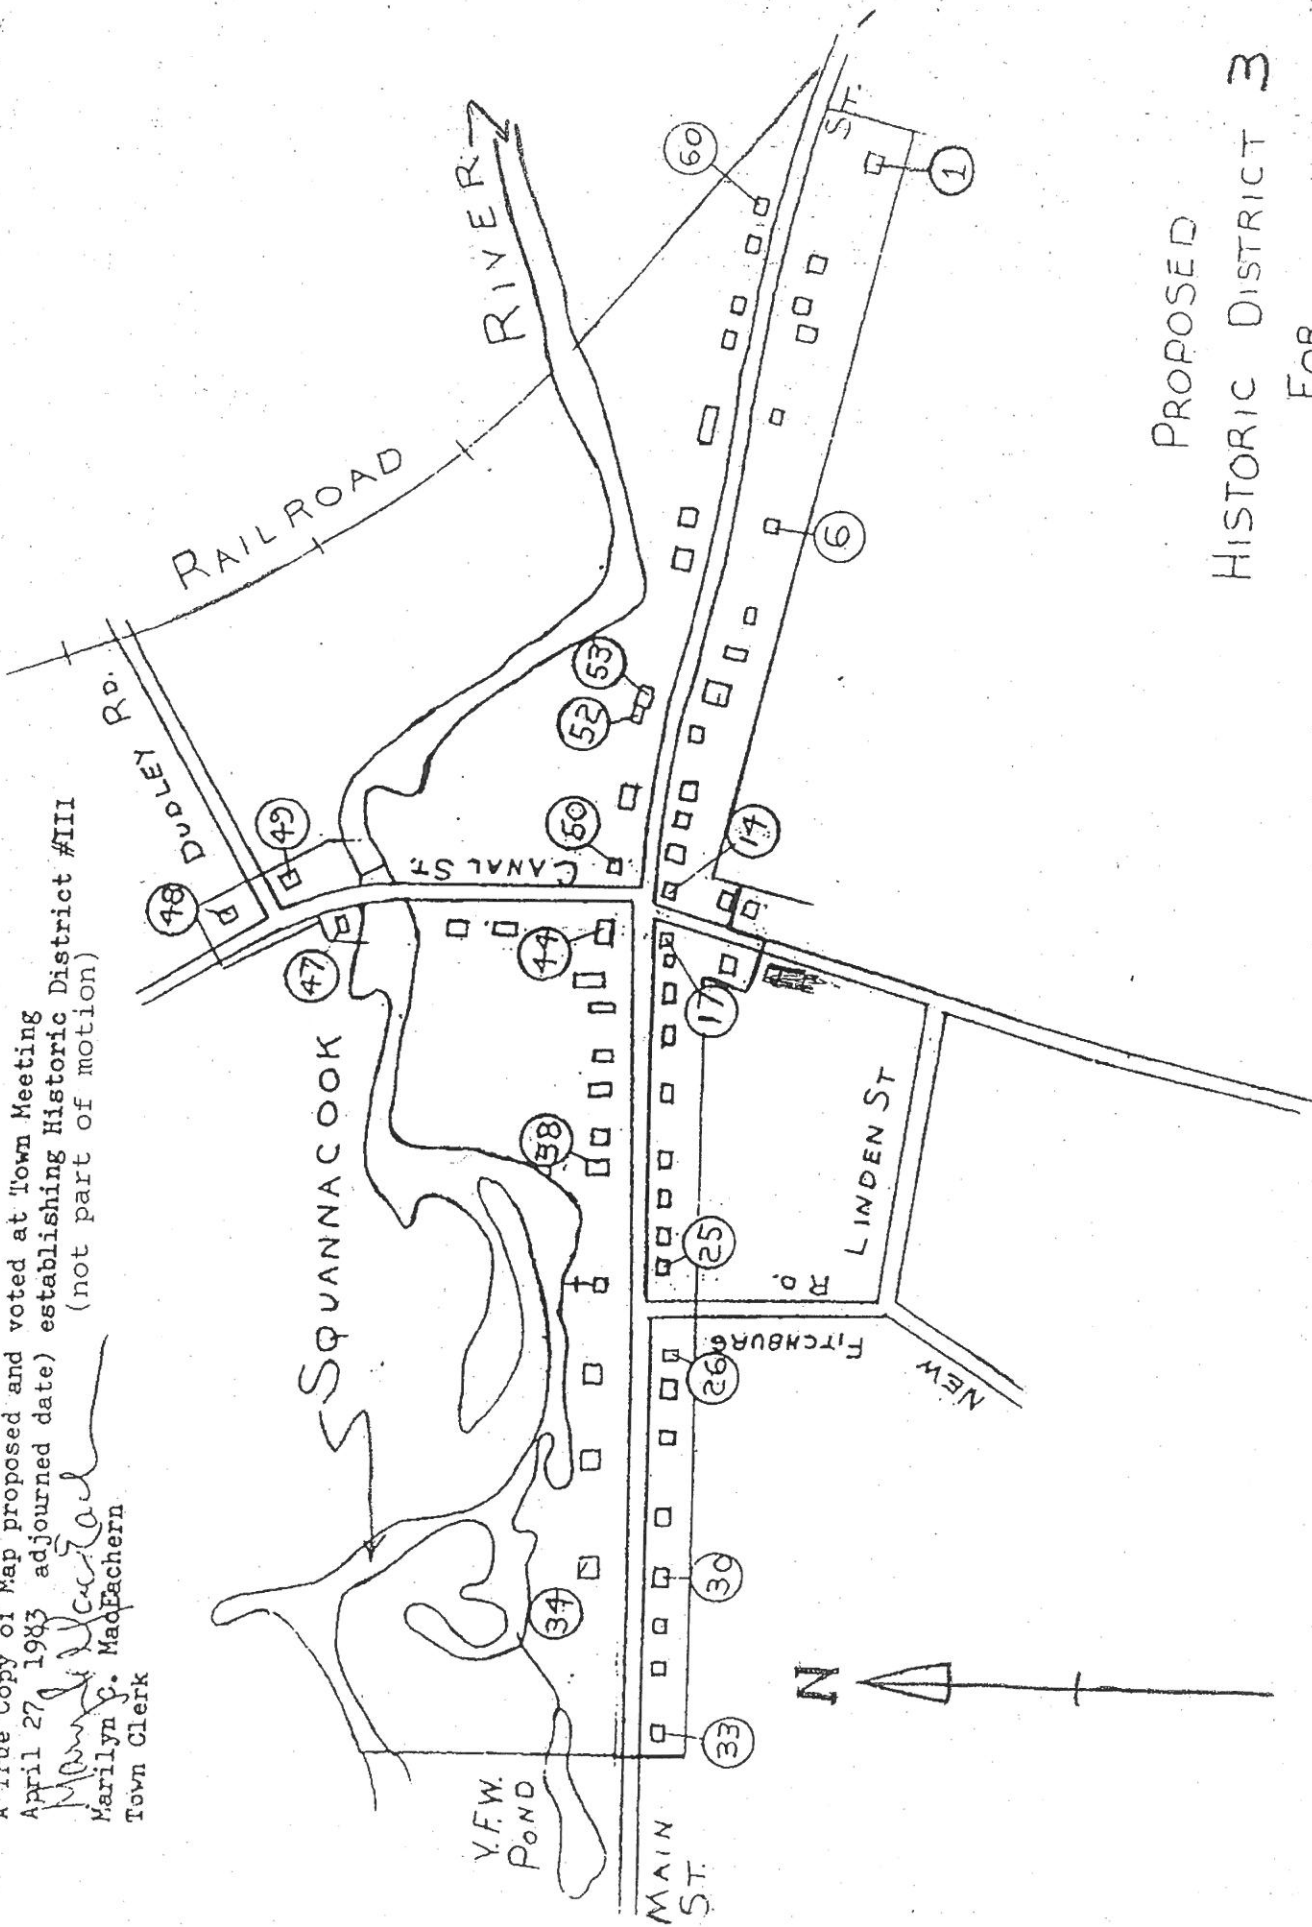 A True Copy of Map proposed and voted at Town Meeting
April 27, 1983 adjourned date) establishing Historic District #III
(not part of motion)
Marilyn C. MacEachern
Town Clerk
DUDLEY RD.
RAILROAD
RIVER
SQUANNACOOK
CANAL ST.
V.F.W.
POND
MAIN
ST.
ST.
FITCHBURG
RD.
NEW
LINDEN ST
N
48
49
47
44
50
52
53
60
1
6
14
17
38
25
26
30
33
34
PROPOSED
HISTORIC DISTRICT 3
FOR